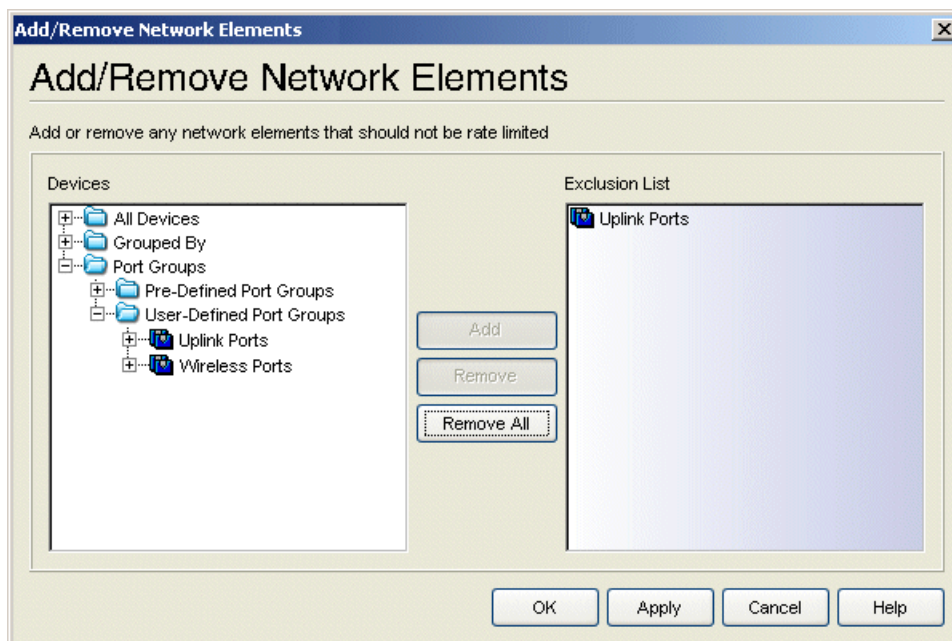 Add/Remove Network Elements
Add/Remove Network Elements
Add or remove any network elements that should not be rate limited
Devices
All Devices
Grouped By
Port Groups
Pre-Defined Port Groups
User-Defined Port Groups
Uplink Ports
Wireless Ports
Add
Remove
Remove All
Exclusion List
Uplink Ports
OK
Apply
Cancel
Help